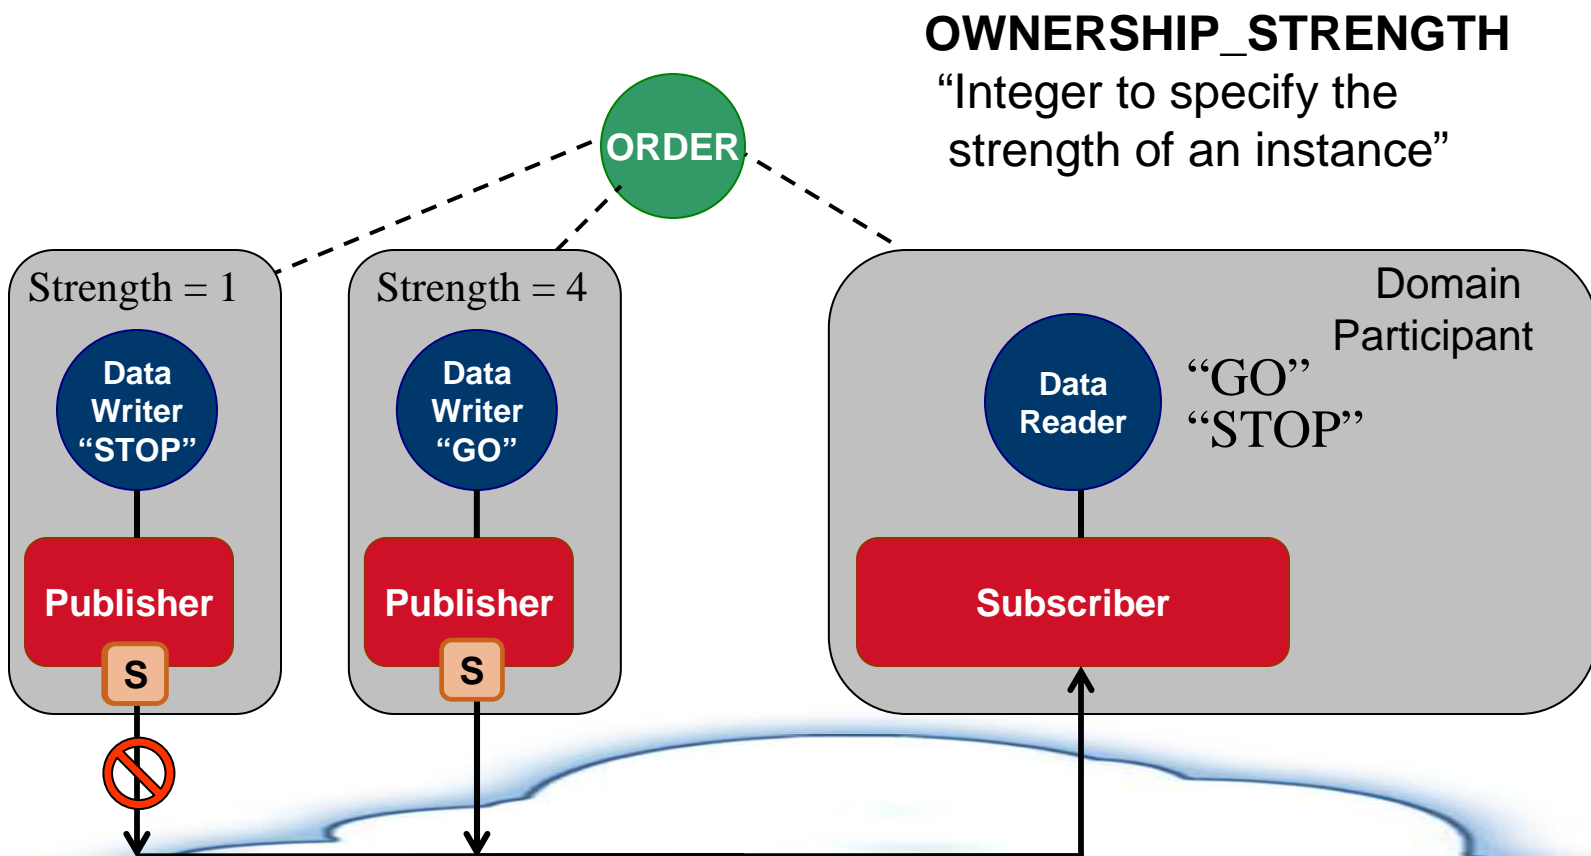 OWNERSHIP_STRENGTH
“Integer to specify the
strength of an instance”
ORDER
Strength = 1
Data
Writer
“STOP”
Publisher
S
Strength = 4
Data
Writer
“GO”
Publisher
S
Domain
Participant
Data
Reader
“GO”
“STOP”
Subscriber